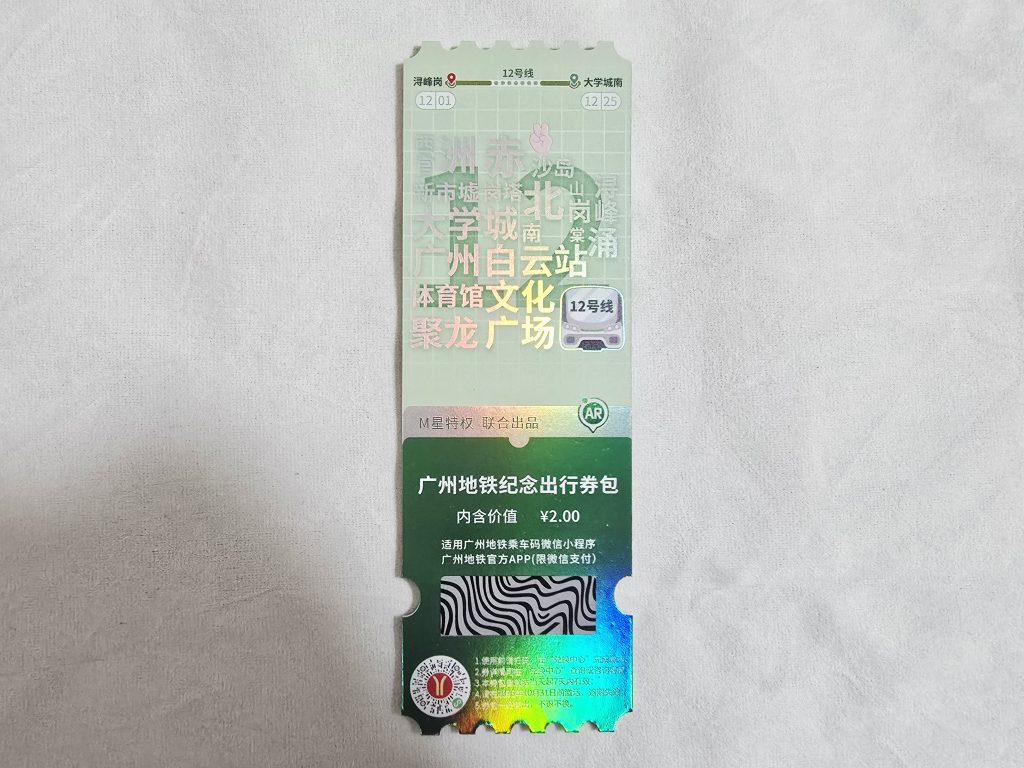 12号线
浔峰岗 大学城南
12 01 12 25
洲 赤
沙 岛
新市墟 岗塔 北 山 浔
大学城 南 岗 峰
棠 涌
广州白云站
体育馆 文化 12号线
聚龙 广场
M星特权 联合出品 AR
广州地铁纪念出行券包
内含价值 ¥2.00
适用广州地铁乘车码微信小程序
广州地铁官方APP(限微信支付)